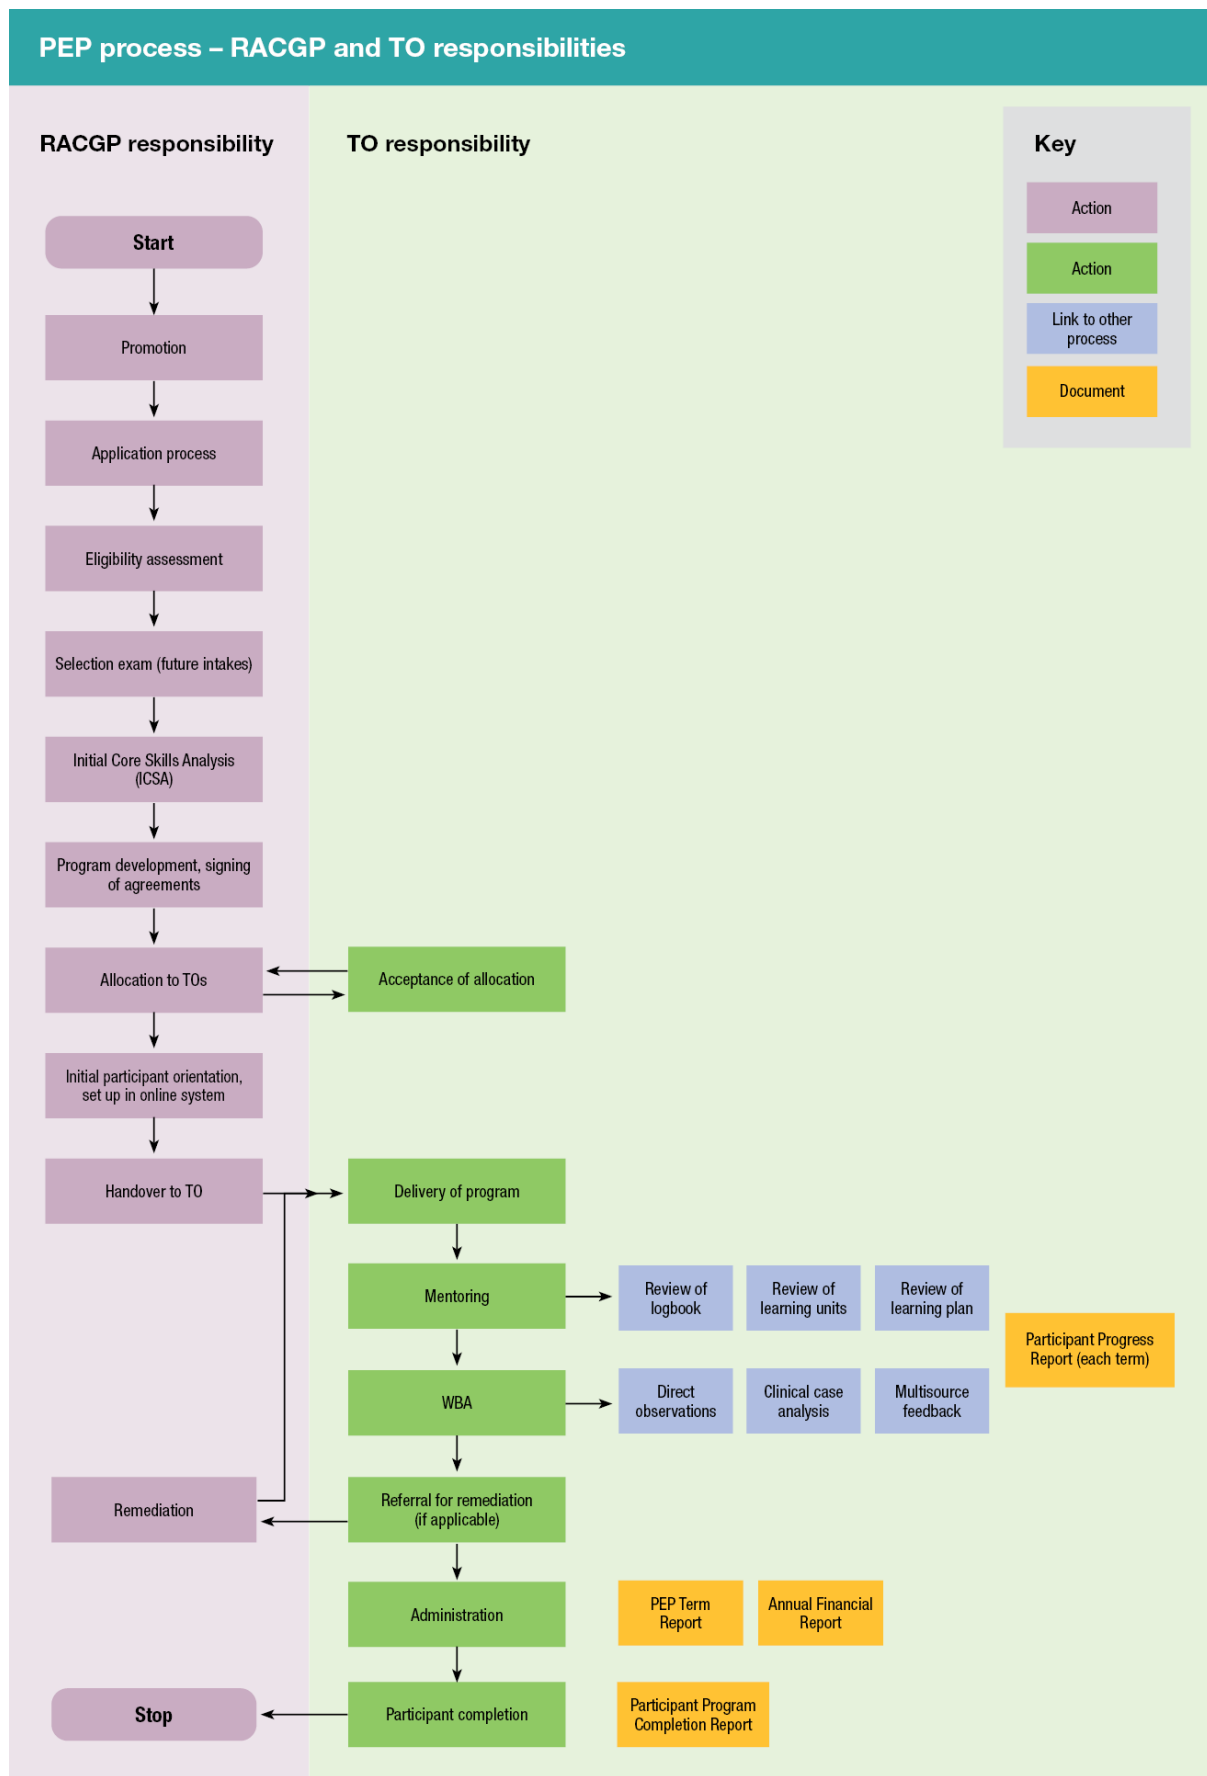 PEP process – RACGP and TO responsibilities
RACGP responsibility
TO responsibility
Key
Action
Action
Link to other
process
Document
Start
Promotion
Application process
Eligibility assessment
Selection exam (future intakes)
Initial Core Skills Analysis
(ICSA)
Program development, signing
of agreements
Allocation to TOs
Acceptance of allocation
Initial participant orientation,
set up in online system
Handover to TO
Delivery of program
Mentoring
Review of
logbook
Review of
learning units
Review of
learning plan
Participant Progress
Report (each term)
WBA
Direct
observations
Clinical case
analysis
Multisource
feedback
Remediation
Referral for remediation
(if applicable)
Administration
PEP Term
Report
Annual Financial
Report
Stop
Participant completion
Participant Program
Completion Report